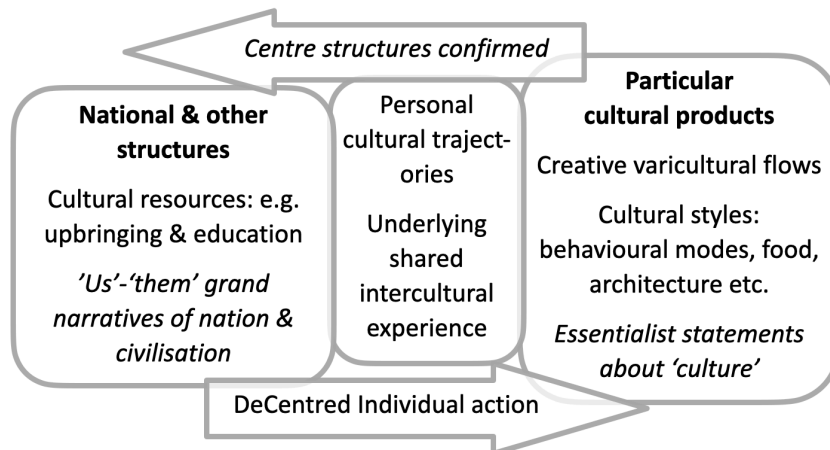 Centre structures confirmed
National & other
structures
Cultural resources: e.g.
upbringing & education
’Us’-‘them’ grand
narratives of nation &
civilisation
Personal
cultural traject-
ories
Underlying
shared
intercultural
experience
Particular
cultural products
Creative varicultural flows
Cultural styles:
behavioural modes, food,
architecture etc.
Essentialist statements
about ‘culture’
DeCentred Individual action